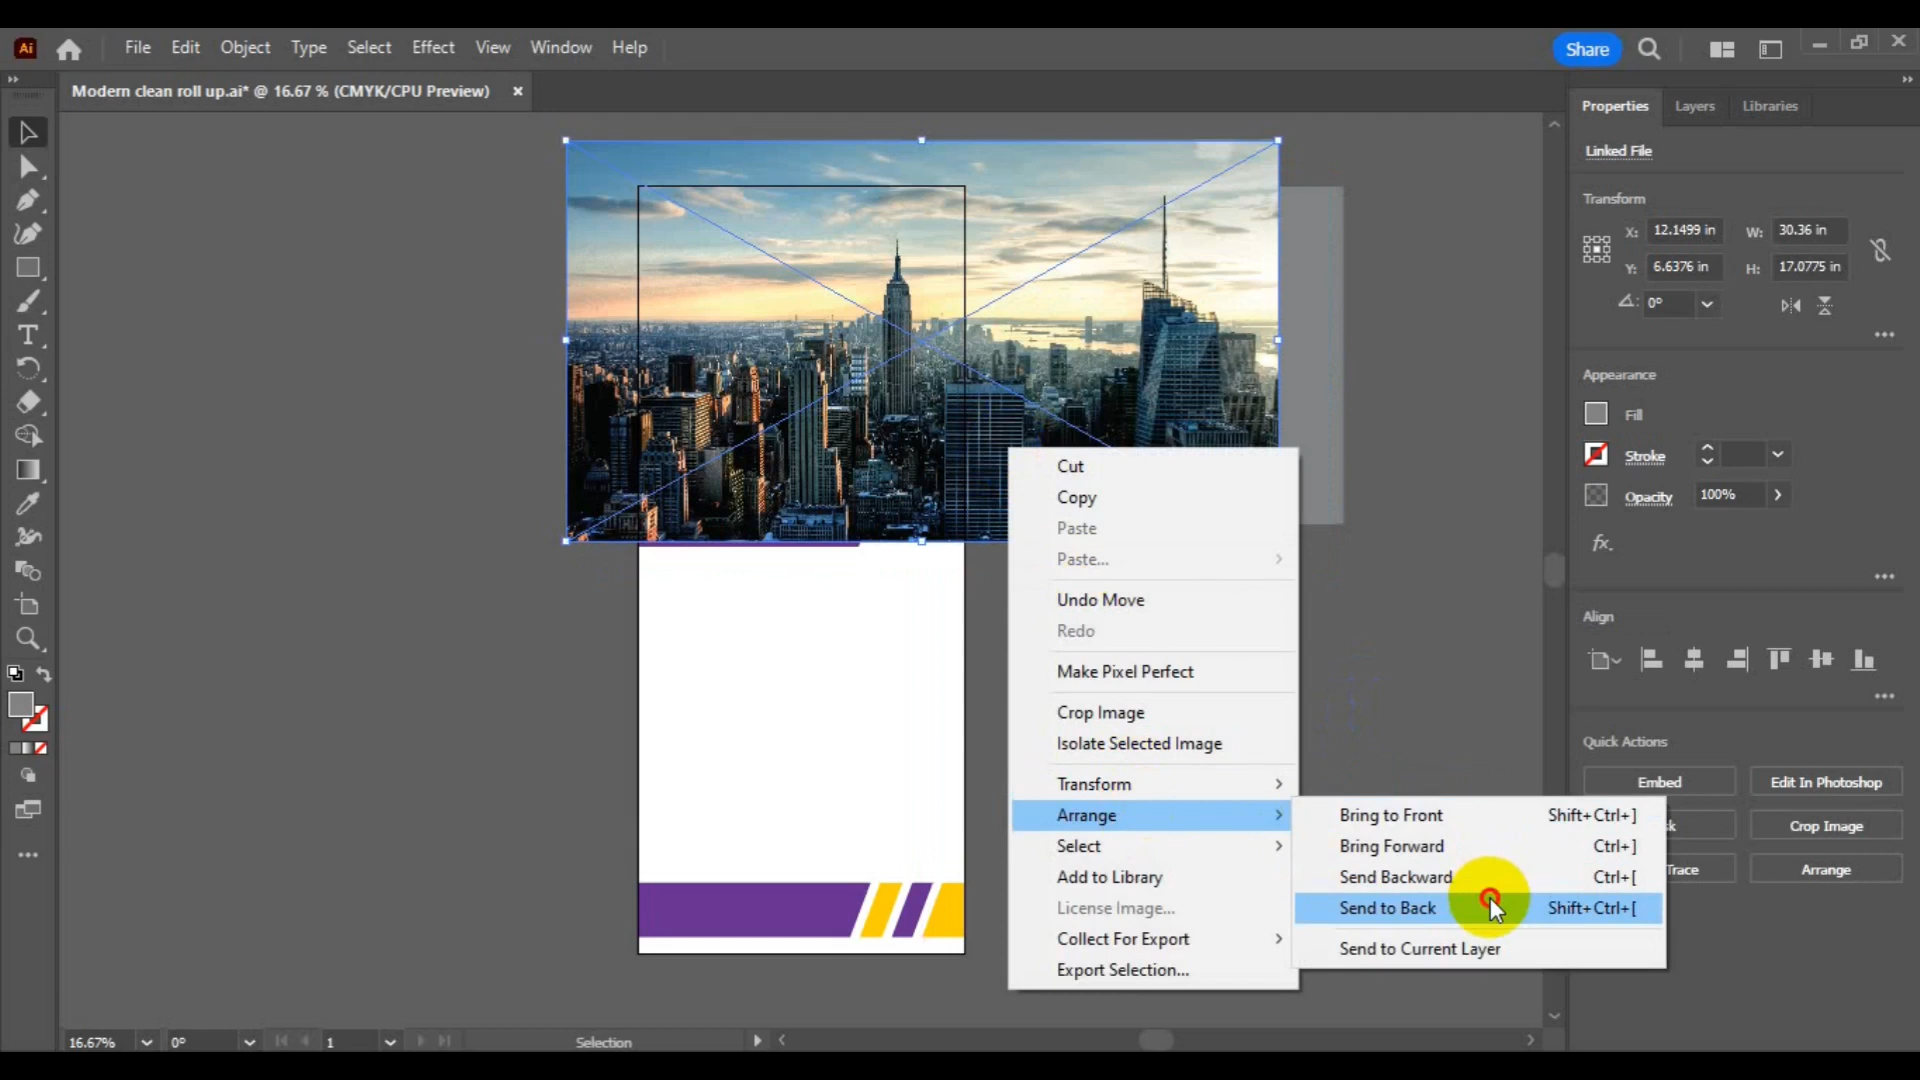 Ai
File Edit Object Type Select Effect View Window Help
Share
Modern clean roll up.ai* @ 16.67 % (CMYK/CPU Preview) ×
Properties Layers Libraries
Linked File
Transform
X: 12.1499 in W: 30.36 in
Y: 6.6376 in H: 17.0775 in
0°
Appearance
Fill
Stroke
Opacity 100%
fx.
Align
Quick Actions
Embed Edit In Photoshop
k Crop Image
Trace Arrange
Cut
Copy
Paste
Paste...
Undo Move
Redo
Make Pixel Perfect
Crop Image
Isolate Selected Image
Transform
Arrange
Select
Add to Library
License Image...
Collect For Export
Export Selection...
Bring to Front Shift+Ctrl+]
Bring Forward Ctrl+]
Send Backward Ctrl+[
Send to Back Shift+Ctrl+[
Send to Current Layer
16.67% 0° 1 Selection